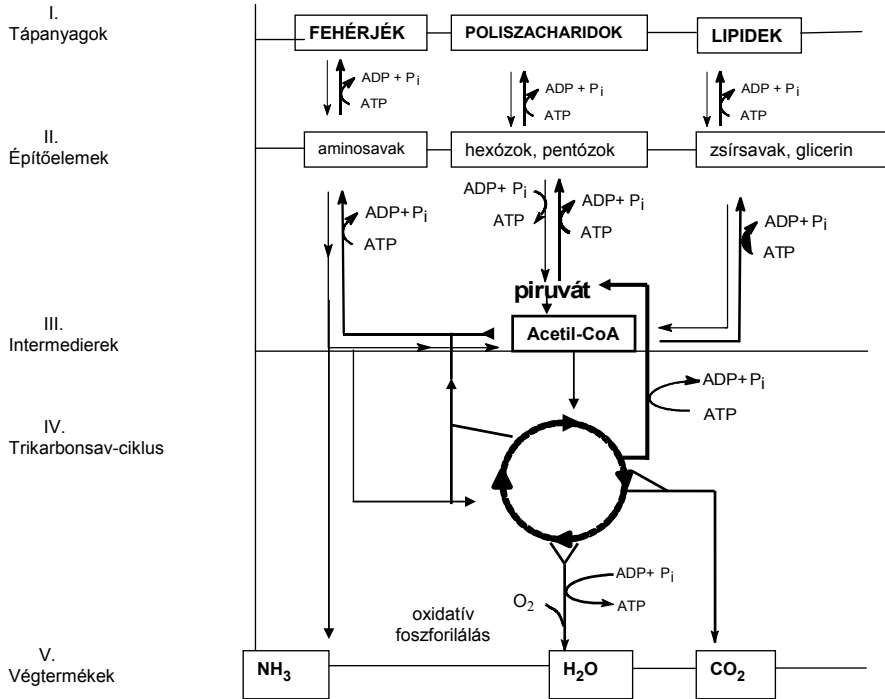 I.
Tápanyagok
FEHÉRJÉK
POLISZACHARIDOK
LIPIDEK
ADP + Pi
ATP
ADP + Pi
ATP
ADP + Pi
ATP
II.
Építőelemek
aminosavak
hexózok, pentózok
zsírsavak, glicerin
ADP+ Pi
ATP
ADP+ Pi
ATP
ADP+ Pi
ATP
ADP+ Pi
ATP
piruvát
III.
Intermedierek
Acetil-CoA
ADP+ Pi
ATP
IV.
Trikarbonsav-ciklus
ADP+ Pi
O2
ATP
oxidatív
foszforilálás
V.
Végtermékek
NH3
H2O
CO2